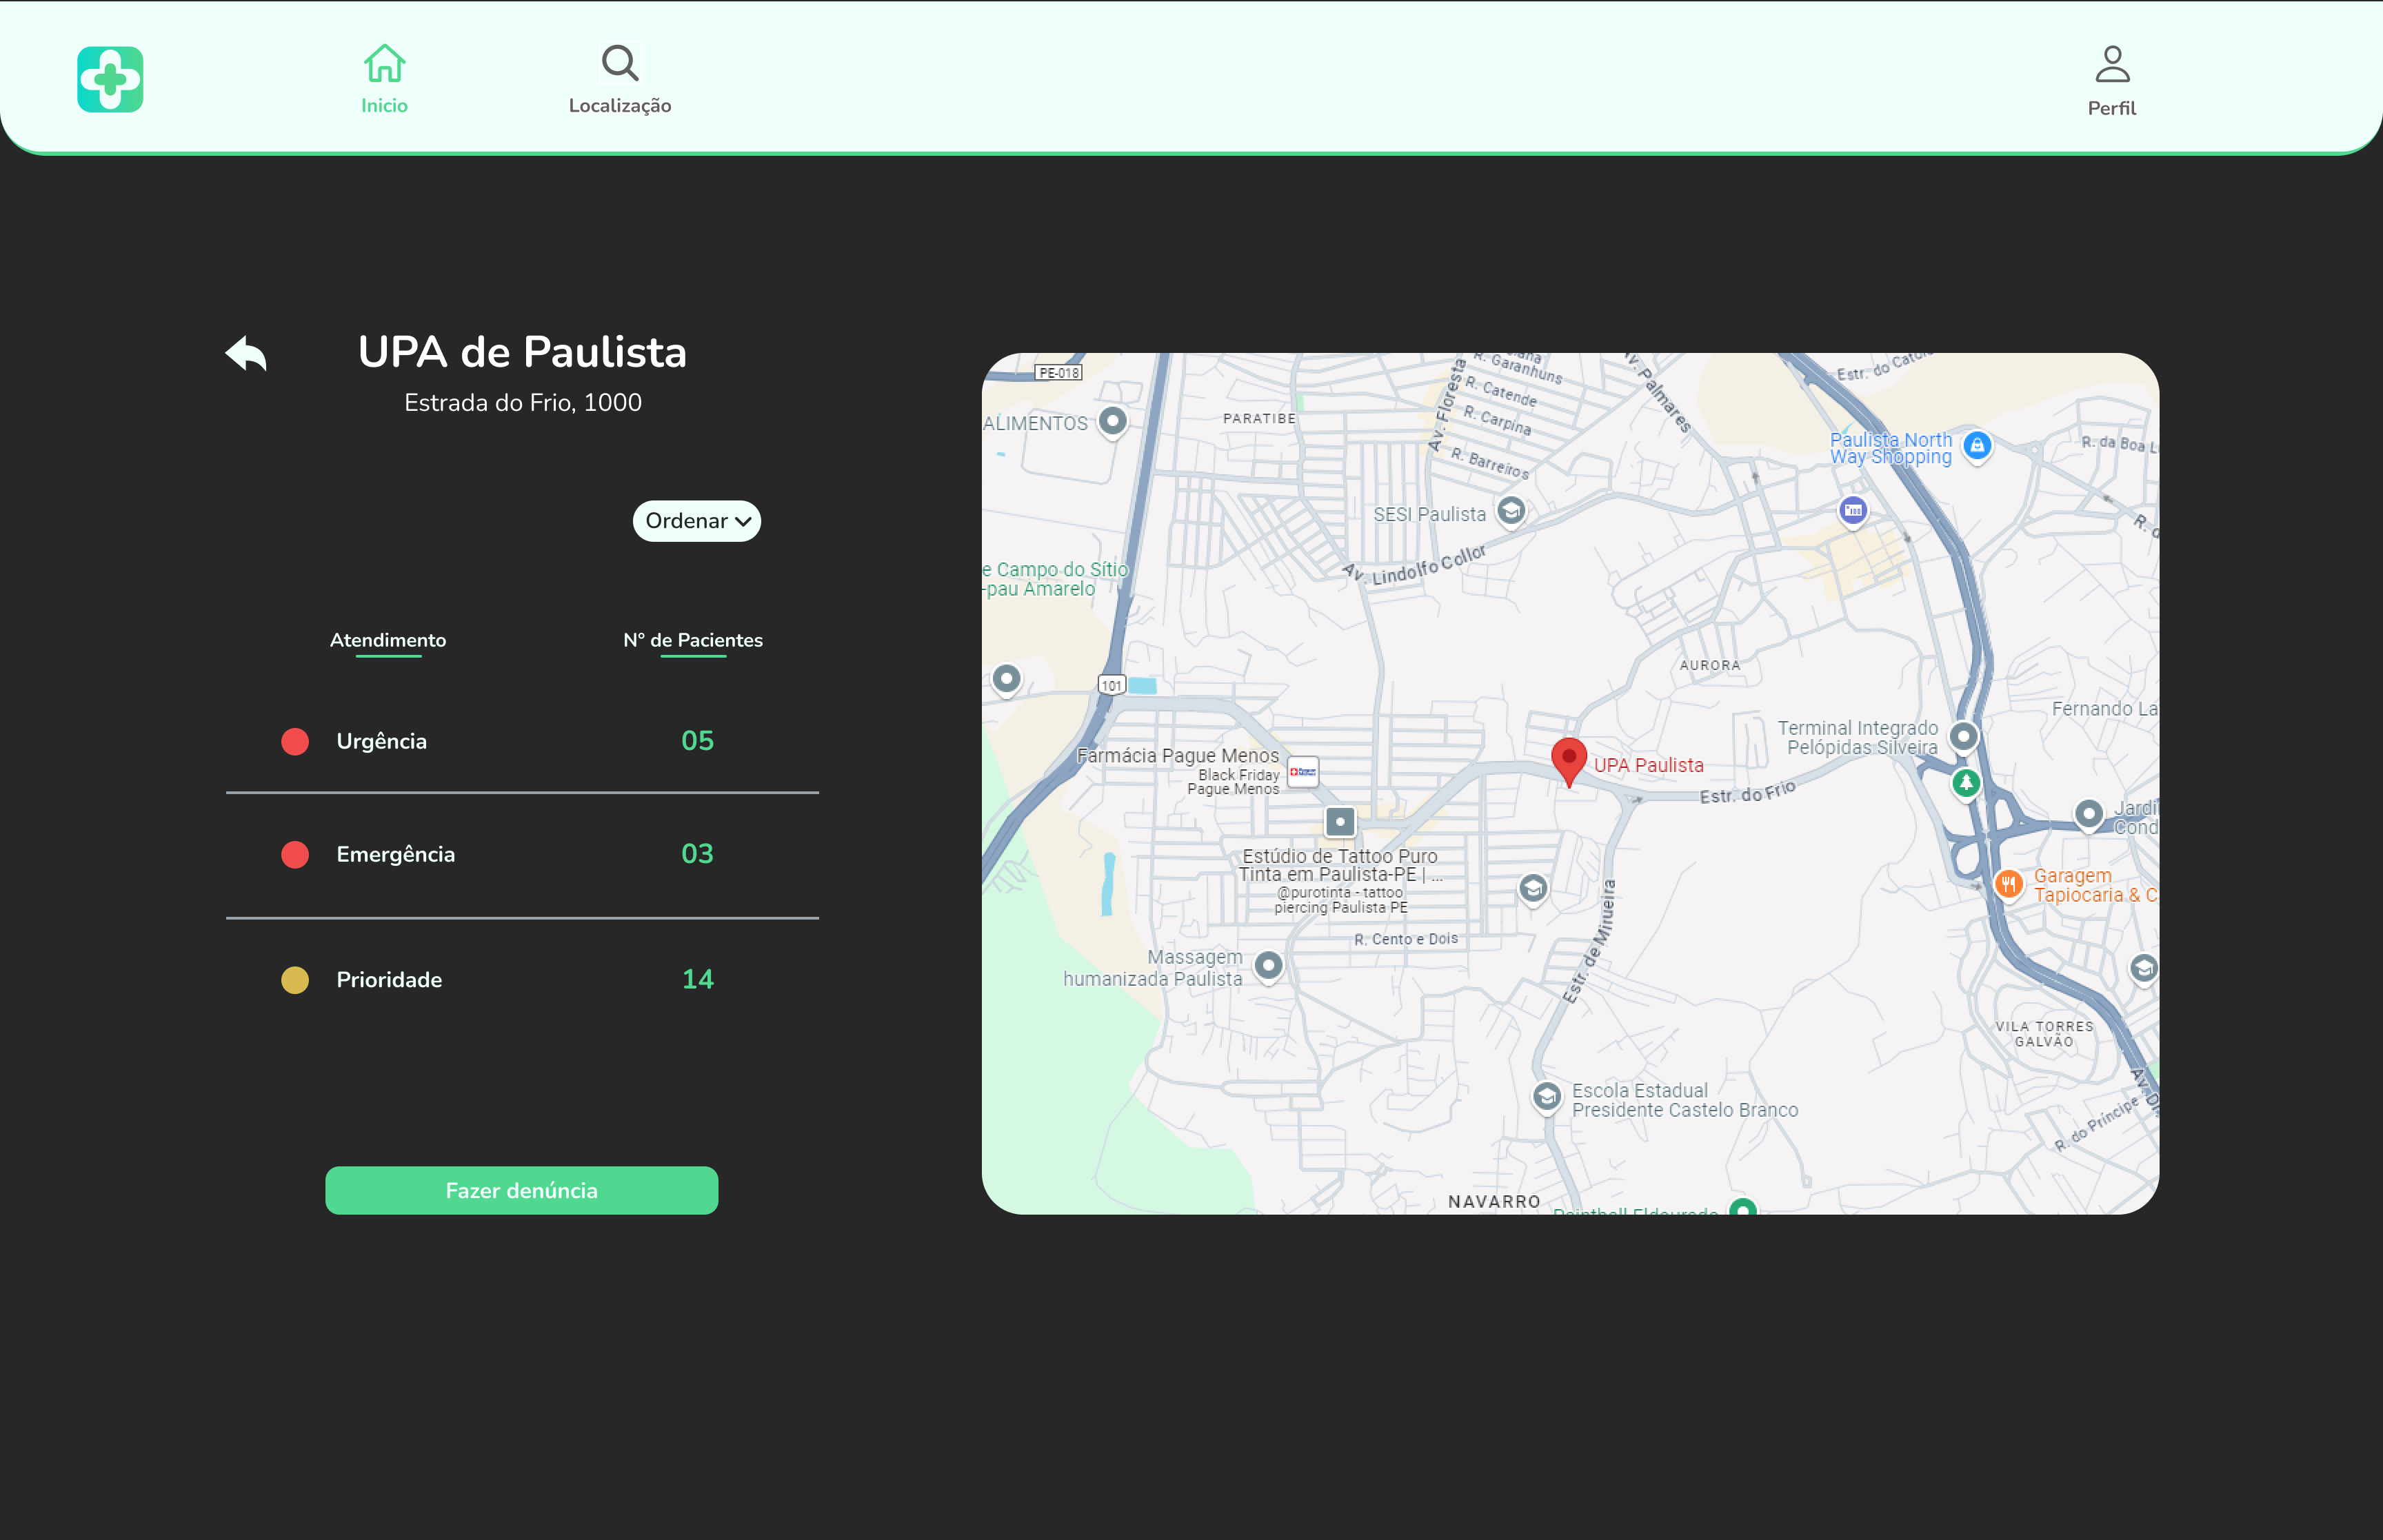 Inicio
Localização
Perfil
UPA de Paulista
Estrada do Frio, 1000
Ordenar
Atendimento
Nº de Pacientes
Urgência
05
Emergência
03
Prioridade
14
Fazer denúncia
PE-018
ALIMENTOS
PARATIBE
Av. Floresta
R. Garanhuns
R. Catende
R. Carpina
R. Barreiros
Av. Palmares
Estr. do Catol
Paulista North
Way Shopping
R. da Boa L
R. d
SESI Paulista
Av. Lindolfo Collor
e Campo do Sítio
-pau Amarelo
101
AURORA
Fernando La
Terminal Integrado
Pelópidas Silveira
Farmácia Pague Menos
Black Friday
Pague Menos
UPA Paulista
Estr. do Frio
Jardi
Cond
Estúdio de Tattoo Puro
Tinta em Paulista-PE | ...
@purotinta - tattoo
piercing Paulista PE
Garagem
Tapiocaria & C
R. Cento e Dois
Estr. de Mirueira
Massagem
humanizada Paulista
VILA TORRES
GALVÃO
Escola Estadual
Presidente Castelo Branco
R. do Príncipe
NAVARRO
Paintball Eldourado